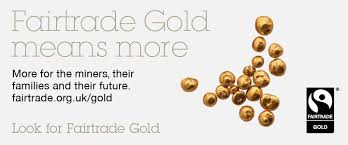 Fairtrade Gold
means more
More for the miners, their
families and their future.
fairtrade.org.uk/gold
Look for Fairtrade Gold
®
FAIRTRADE
GOLD